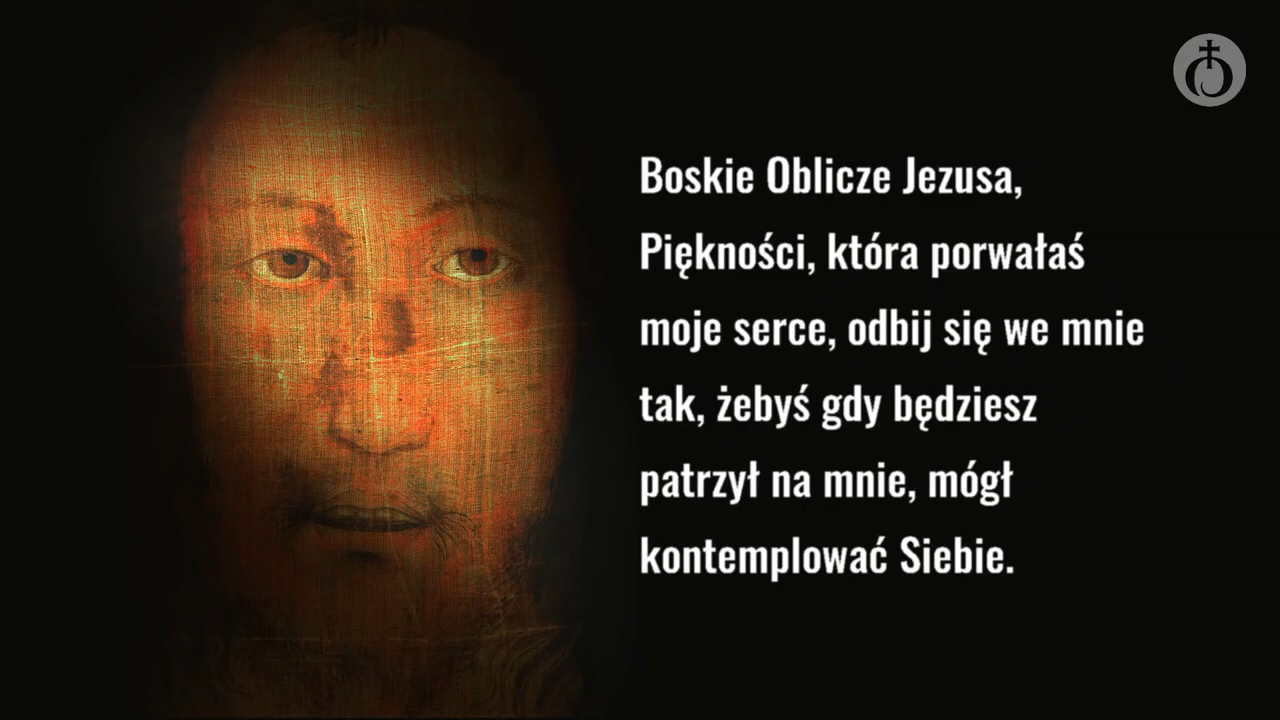 Boskie Oblicze Jezusa,
Piękności, która porwałaś
moje serce, odbij się we mnie
tak, żebyś gdy będziesz
patrzył na mnie, mógł
kontemplować Siebie.